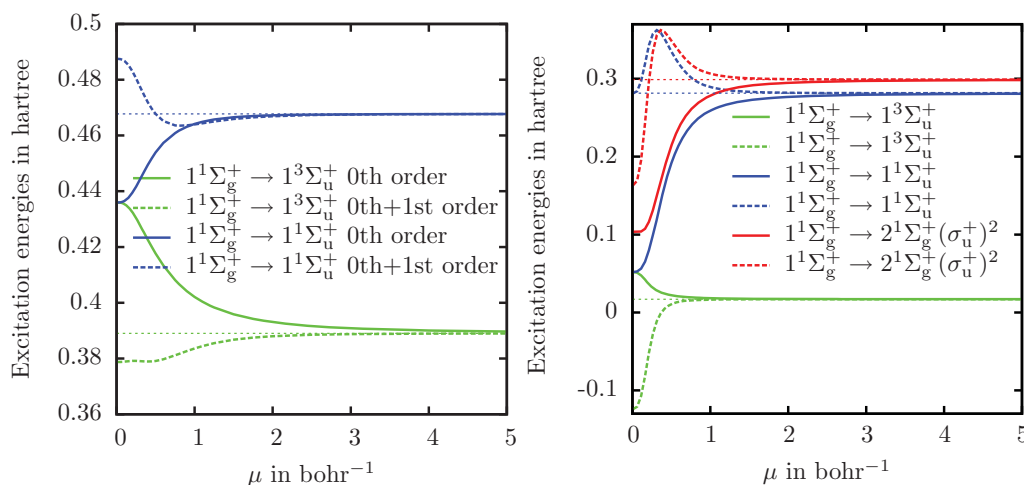 Excitation energies in hartree
0.5
0.48
0.46
0.44
0.42
0.4
0.38
0.36
1¹Σg⁺ → 1³Σu⁺ 0th order
1¹Σg⁺ → 1³Σu⁺ 0th+1st order
1¹Σg⁺ → 1¹Σu⁺ 0th order
1¹Σg⁺ → 1¹Σu⁺ 0th+1st order
0 1 2 3 4 5
μ in bohr⁻¹
Excitation energies in hartree
0.3
0.2
0.1
0
-0.1
1¹Σg⁺ → 1³Σu⁺
1¹Σg⁺ → 1³Σu⁺
1¹Σg⁺ → 1¹Σu⁺
1¹Σg⁺ → 1¹Σu⁺
1¹Σg⁺ → 2¹Σg⁺(σu⁺)²
1¹Σg⁺ → 2¹Σg⁺(σu⁺)²
0 1 2 3 4 5
μ in bohr⁻¹